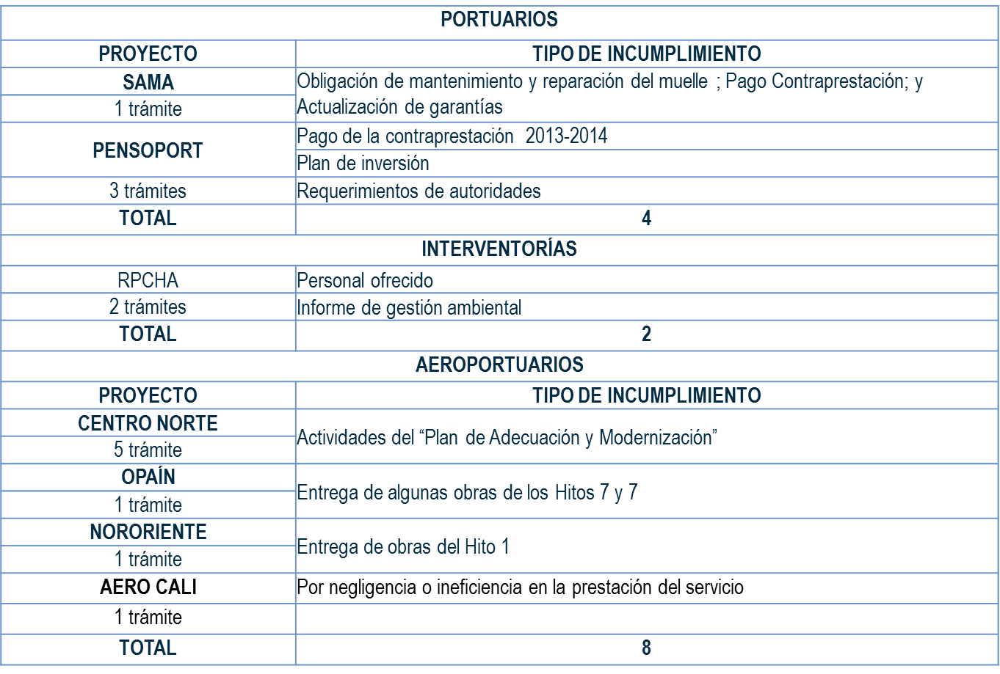 PORTUARIOS
PROYECTO TIPO DE INCUMPLIMIENTO
SAMA Obligación de mantenimiento y reparación del muelle ; Pago Contraprestación; y
Actualización de garantías
1 trámite
PENSOPORT Pago de la contraprestación 2013-2014
Plan de inversión
3 trámites Requerimientos de autoridades
TOTAL 4
INTERVENTORÍAS
RPCHA Personal ofrecido
2 trámites Informe de gestión ambiental
TOTAL 2
AEROPORTUARIOS
PROYECTO TIPO DE INCUMPLIMIENTO
CENTRO NORTE
Actividades del “Plan de Adecuación y Modernización”
5 trámite
OPAÍN
Entrega de algunas obras de los Hitos 7 y 7
1 trámite
NORORIENTE
Entrega de obras del Hito 1
1 trámite
AERO CALI Por negligencia o ineficiencia en la prestación del servicio
1 trámite
TOTAL 8